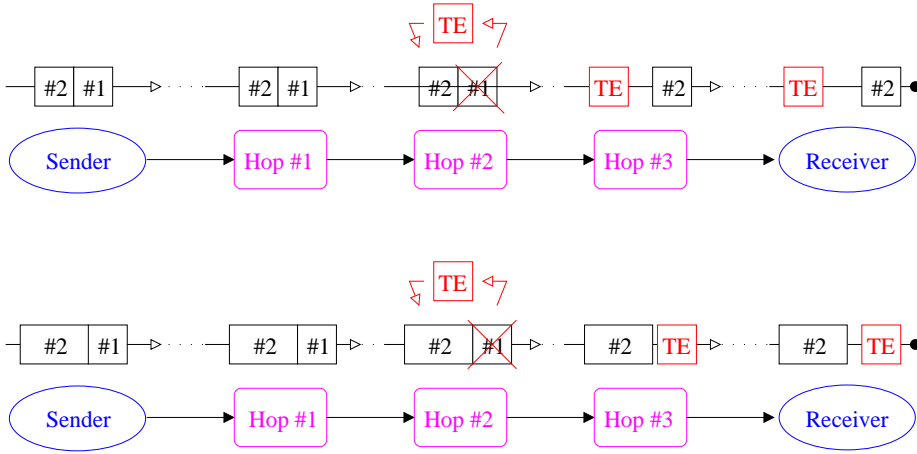 TE
#2 #1 #2 #1 #2 #1 TE #2 TE #2
Sender Hop #1 Hop #2 Hop #3 Receiver
TE
#2 #1 #2 #1 #2 #1 #2 TE #2 TE
Sender Hop #1 Hop #2 Hop #3 Receiver